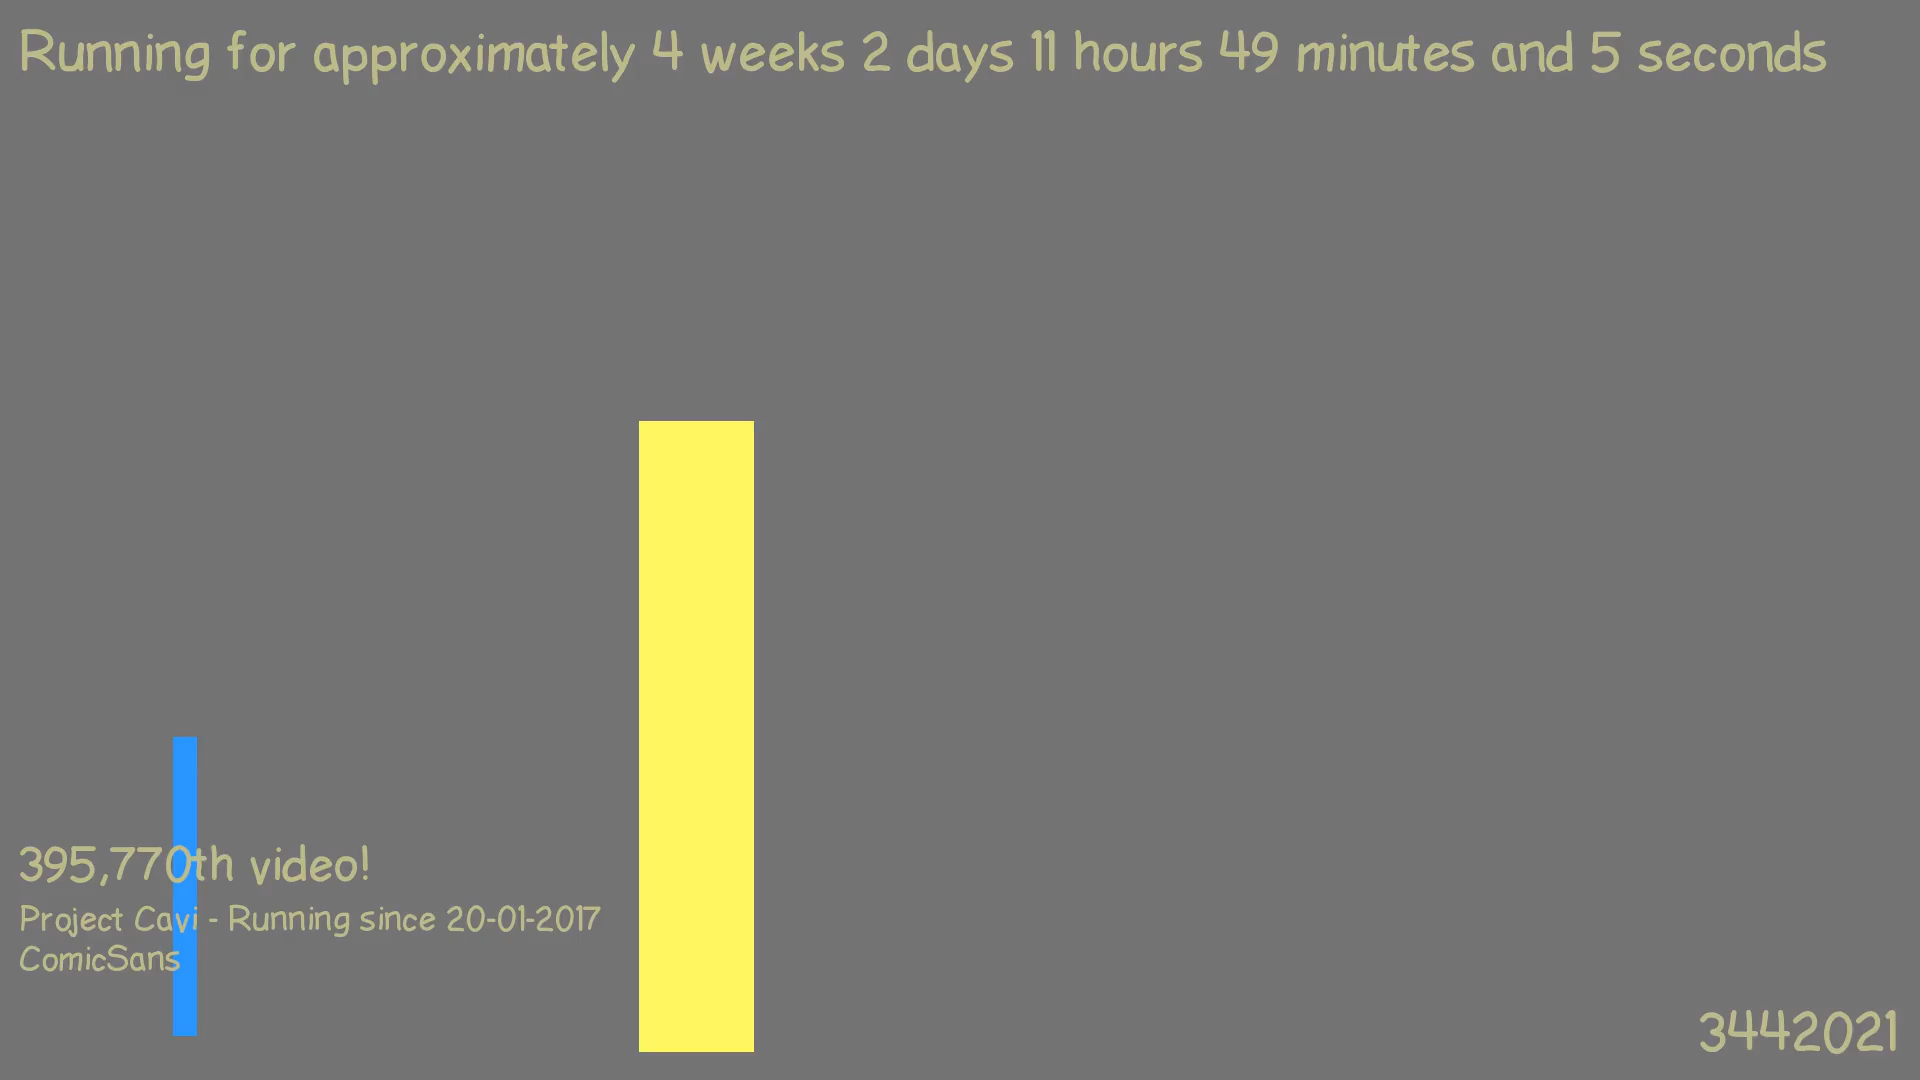 Running for approximately 4 weeks 2 days 11 hours 49 minutes and 5 seconds
395,770th video!
Project Cavi - Running since 20-01-2017
ComicSans
3442021